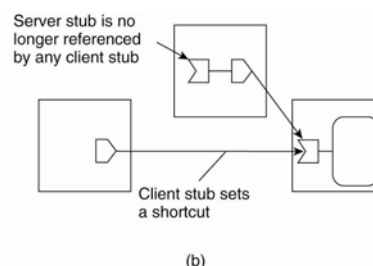 Server stub is no
longer referenced
by any client stub
Client stub sets
a shortcut
(b)